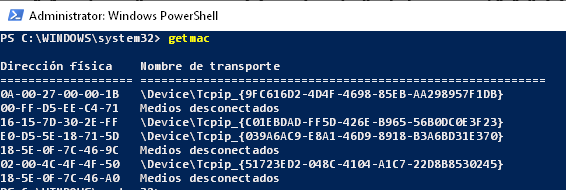 Administrator: Windows PowerShell
PS C:\WINDOWS\system32> getmac
Dirección física    Nombre de transporte
=================== ==========================================================
0A-00-27-00-00-1B   \Device\Tcpip_{9FC616D2-4D4F-4698-85EB-AA298957F1DB}
00-FF-D5-EE-C4-71   Medios desconectados
16-15-7D-30-2E-FF   \Device\Tcpip_{C01EBDAD-FF5D-426E-B965-56B0DC0E3F23}
E0-D5-5E-18-71-5D   \Device\Tcpip_{039A6AC9-E8A1-46D9-8918-B3A6BD31E370}
18-5E-0F-7C-46-9C   Medios desconectados
02-00-4C-4F-4F-50   \Device\Tcpip_{51723ED2-048C-4104-A1C7-22D8B8530245}
18-5E-0F-7C-46-A0   Medios desconectados
PS C:\WINDOWS\system32>